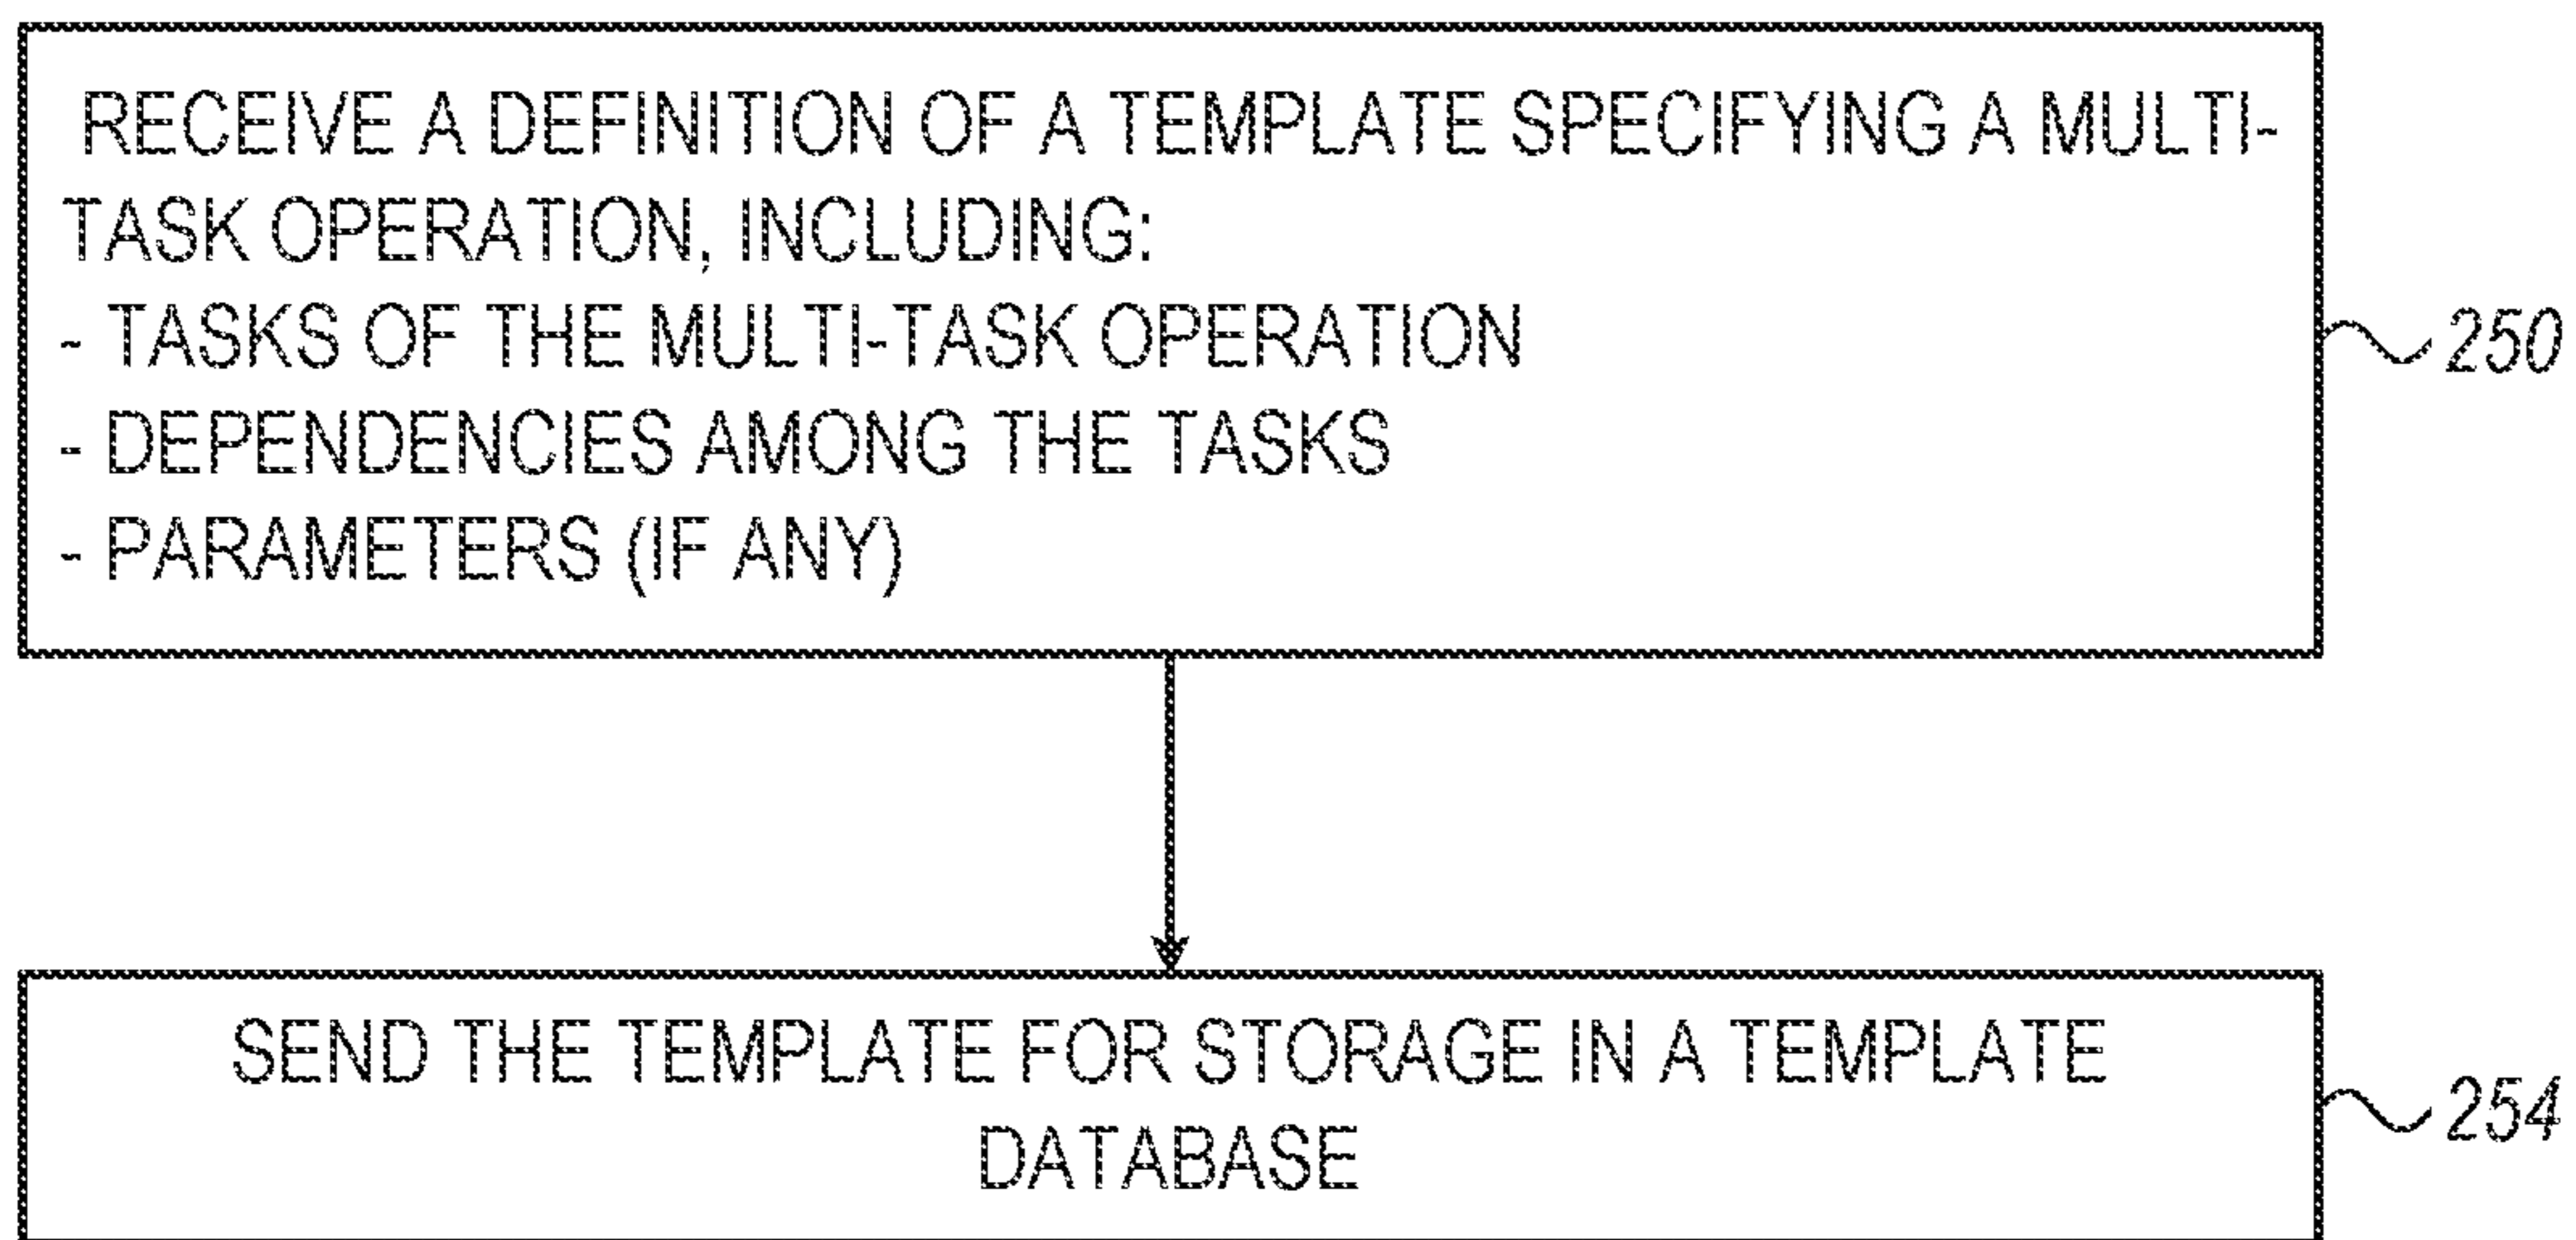 RECEIVE A DEFINITION OF A TEMPLATE SPECIFYING A MULTI-
TASK OPERATION, INCLUDING:
- TASKS OF THE MULTI-TASK OPERATION
- DEPENDENCIES AMONG THE TASKS
- PARAMETERS (IF ANY)
250
SEND THE TEMPLATE FOR STORAGE IN A TEMPLATE
DATABASE
254